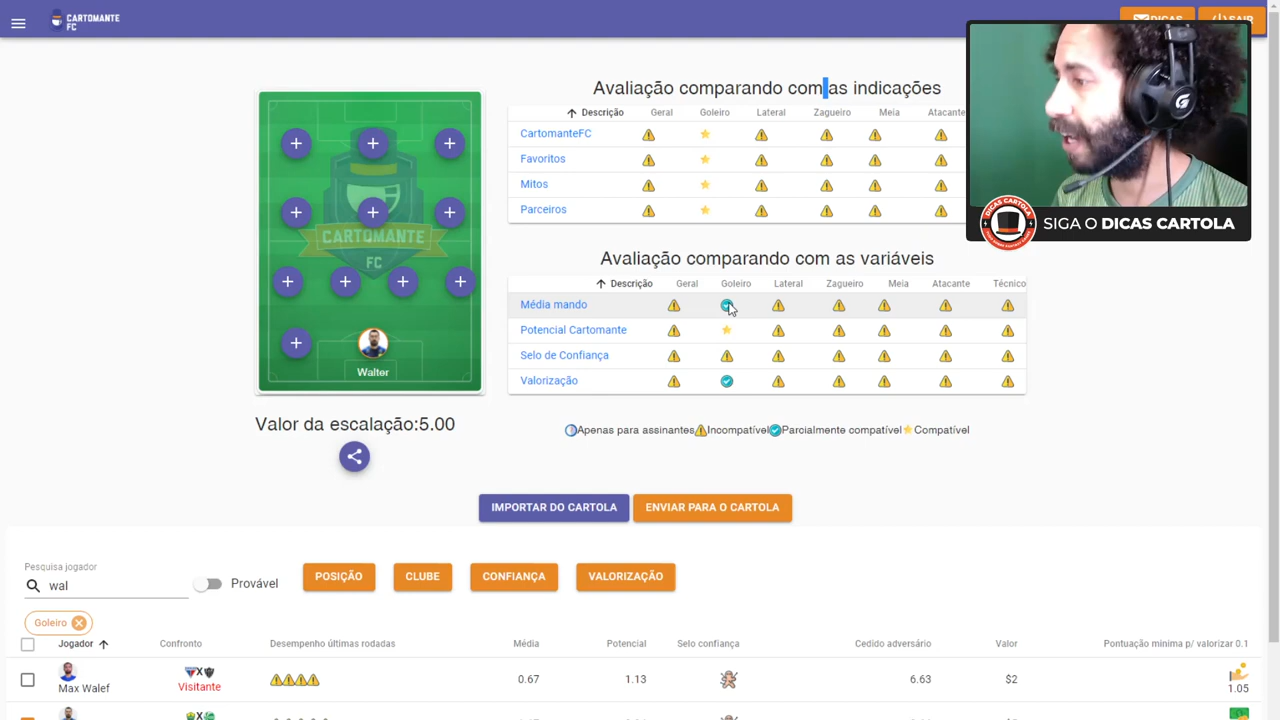 CARTOMANTE
FC
DICAS
SAIR
Avaliação comparando com as indicações
Descrição Geral Goleiro Lateral Zagueiro Meia Atacante
CartomanteFC
Favoritos
Mitos
Parceiros
DICAS CARTOLA
SIGA O DICAS CARTOLA
CARTOMANTE
FC
Walter
Avaliação comparando com as variáveis
Descrição Geral Goleiro Lateral Zagueiro Meia Atacante Técnico
Média mando
Potencial Cartomante
Selo de Confiança
Valorização
Valor da escalação:5.00
Apenas para assinantes Incompatível Parcialmente compatível Compatível
IMPORTAR DO CARTOLA
ENVIAR PARA O CARTOLA
Pesquisa jogador
wal
Provável
POSIÇÃO
CLUBE
CONFIANÇA
VALORIZAÇÃO
Goleiro
Jogador Confronto Desempenho últimas rodadas Média Potencial Selo confiança Cedido adversário Valor Pontuação minima p/ valorizar 0.1
Max Walef X Visitante 0.67 1.13 6.63 $2 1.05